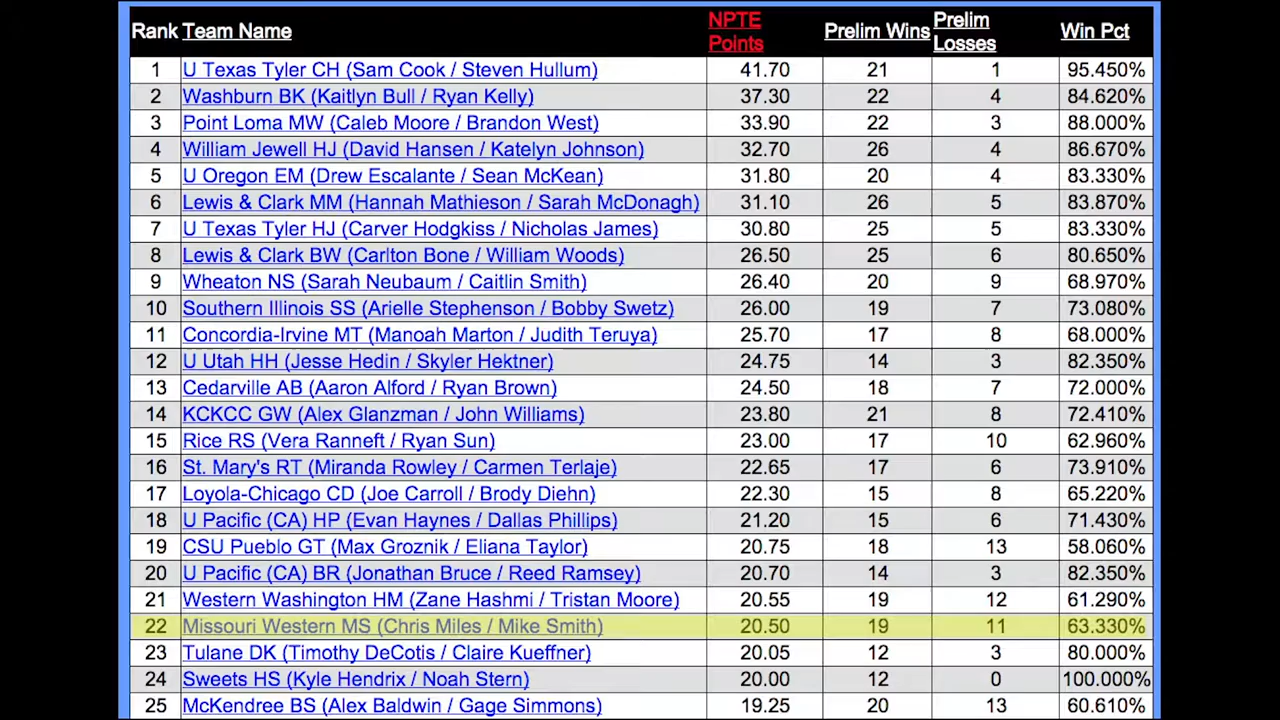 Rank Team Name NPTE Points Prelim Wins Prelim Losses Win Pct
1 U Texas Tyler CH (Sam Cook / Steven Hullum) 41.70 21 1 95.450%
2 Washburn BK (Kaitlyn Bull / Ryan Kelly) 37.30 22 4 84.620%
3 Point Loma MW (Caleb Moore / Brandon West) 33.90 22 3 88.000%
4 William Jewell HJ (David Hansen / Katelyn Johnson) 32.70 26 4 86.670%
5 U Oregon EM (Drew Escalante / Sean McKean) 31.80 20 4 83.330%
6 Lewis & Clark MM (Hannah Mathieson / Sarah McDonagh) 31.10 26 5 83.870%
7 U Texas Tyler HJ (Carver Hodgkiss / Nicholas James) 30.80 25 5 83.330%
8 Lewis & Clark BW (Carlton Bone / William Woods) 26.50 25 6 80.650%
9 Wheaton NS (Sarah Neubaum / Caitlin Smith) 26.40 20 9 68.970%
10 Southern Illinois SS (Arielle Stephenson / Bobby Swetz) 26.00 19 7 73.080%
11 Concordia-Irvine MT (Manoah Marton / Judith Teruya) 25.70 17 8 68.000%
12 U Utah HH (Jesse Hedin / Skyler Hektner) 24.75 14 3 82.350%
13 Cedarville AB (Aaron Alford / Ryan Brown) 24.50 18 7 72.000%
14 KCKCC GW (Alex Glanzman / John Williams) 23.80 21 8 72.410%
15 Rice RS (Vera Ranneft / Ryan Sun) 23.00 17 10 62.960%
16 St. Mary's RT (Miranda Rowley / Carmen Terlaje) 22.65 17 6 73.910%
17 Loyola-Chicago CD (Joe Carroll / Brody Diehn) 22.30 15 8 65.220%
18 U Pacific (CA) HP (Evan Haynes / Dallas Phillips) 21.20 15 6 71.430%
19 CSU Pueblo GT (Max Groznik / Eliana Taylor) 20.75 18 13 58.060%
20 U Pacific (CA) BR (Jonathan Bruce / Reed Ramsey) 20.70 14 3 82.350%
21 Western Washington HM (Zane Hashmi / Tristan Moore) 20.55 19 12 61.290%
22 Missouri Western MS (Chris Miles / Mike Smith) 20.50 19 11 63.330%
23 Tulane DK (Timothy DeCotis / Claire Kueffner) 20.05 12 3 80.000%
24 Sweets HS (Kyle Hendrix / Noah Stern) 20.00 12 0 100.000%
25 McKendree BS (Alex Baldwin / Gage Simmons) 19.25 20 13 60.610%